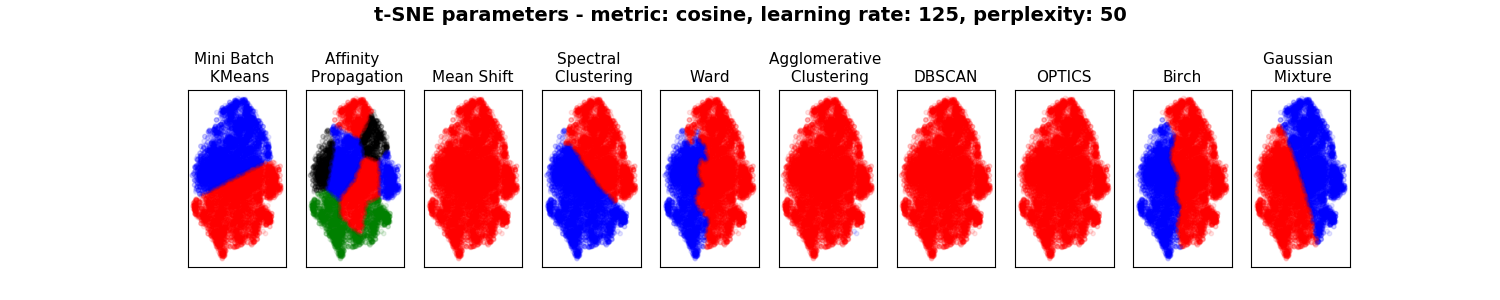 t-SNE parameters - metric: cosine, learning rate: 125, perplexity: 50
Mini Batch
KMeans
Affinity
Propagation
Mean Shift
Spectral
Clustering
Ward
Agglomerative
Clustering
DBSCAN
OPTICS
Birch
Gaussian
Mixture